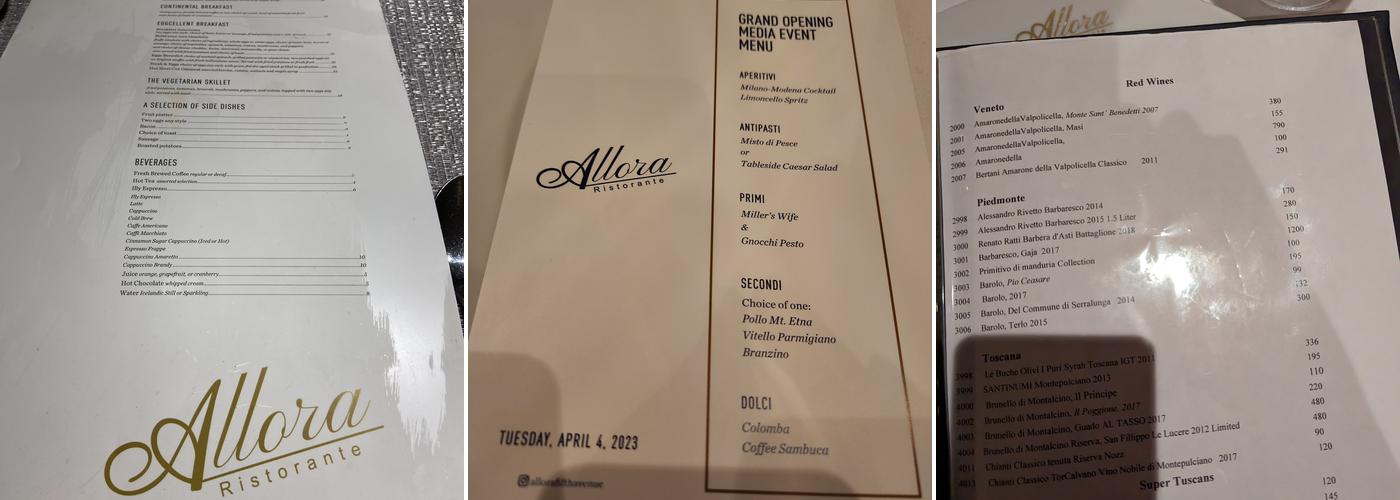 CONTINENTAL BREAKFAST
EGGCELLENT BREAKFAST
THE VEGETARIAN SKILLET
A SELECTION OF SIDE DISHES
Fruit platter
Two eggs any style
Bacon
Choice of toast
Sausage
Roasted potatoes
BEVERAGES
Fresh Brewed Coffee regular or decaf
Hot Tea assorted selection
Illy Espresso
Illy Espresso
Latte
Cappuccino
Cold Brew
Caffe Americano
Caffe Macchiato
Cinnamon Sugar Cappuccino (Iced or Hot)
Espresso Frappe
Cappuccino Amaretto 10
Cappuccino Brandy 10
Juice orange, grapefruit, or cranberry
Hot Chocolate whipped cream
Water Icelandic Still or Sparkling
Allora
Ristorante
GRAND OPENING
MEDIA EVENT
MENU
APERITIVI
Milano-Modena Cocktail
Limoncello Spritz
ANTIPASTI
Misto di Pesce
or
Tableside Caesar Salad
PRIMI
Miller's Wife
&
Gnocchi Pesto
SECONDI
Choice of one:
Pollo Mt. Etna
Vitello Parmigiano
Branzino
DOLCI
Colomba
Coffee Sambuca
Allora
Ristorante
TUESDAY, APRIL 4, 2023
allorafifthavenue
Allora
Red Wines
Veneto
2000 AmaronedellaValpolicella, Monte Sant' Benedetti 2007 380
2001 AmaronedellaValpolicella, Masi 155
2005 AmaronedellaValpolicella, 790
2006 Amaronedella 100
2007 Bertani Amarone della Valpolicella Classico 2011 291
Piedmonte
2998 Alessandro Rivetto Barbaresco 2014 170
2999 Alessandro Rivetto Barbaresco 2015 1.5 Liter 280
3000 Renato Ratti Barbera d'Asti Battaglione 2018 150
3001 Barbaresco, Gaja 2017 1200
3002 Primitivo di manduria Collection 100
3003 Barolo, Pio Ceasare 195
3004 Barolo, 2017 99
3005 Barolo, Del Commune di Serralunga 2014 132
3006 Barolo, Terlo 2015 300
Toscana
3998 Le Buche Olivi I Puri Syrah Toscana IGT 2011 336
3999 SANTINUMI Montepulciano 2013 195
4000 Brunello di Montalcino, Il Principe 110
4002 Brunello di Montalcino, Il Poggione, 2017 220
4003 Brunello di Montalcino, Guado AL TASSO 2017 480
4004 Brunello di Montalcino Riserva, San Fillippo Le Lucere 2012 Limited 480
4011 Chianti Classico tenuta Riserva Nozz 90
4013 Chianti Classico TorCalvano Vino Nobile di Montepulciano 2017 120
Super Tuscans
120
145